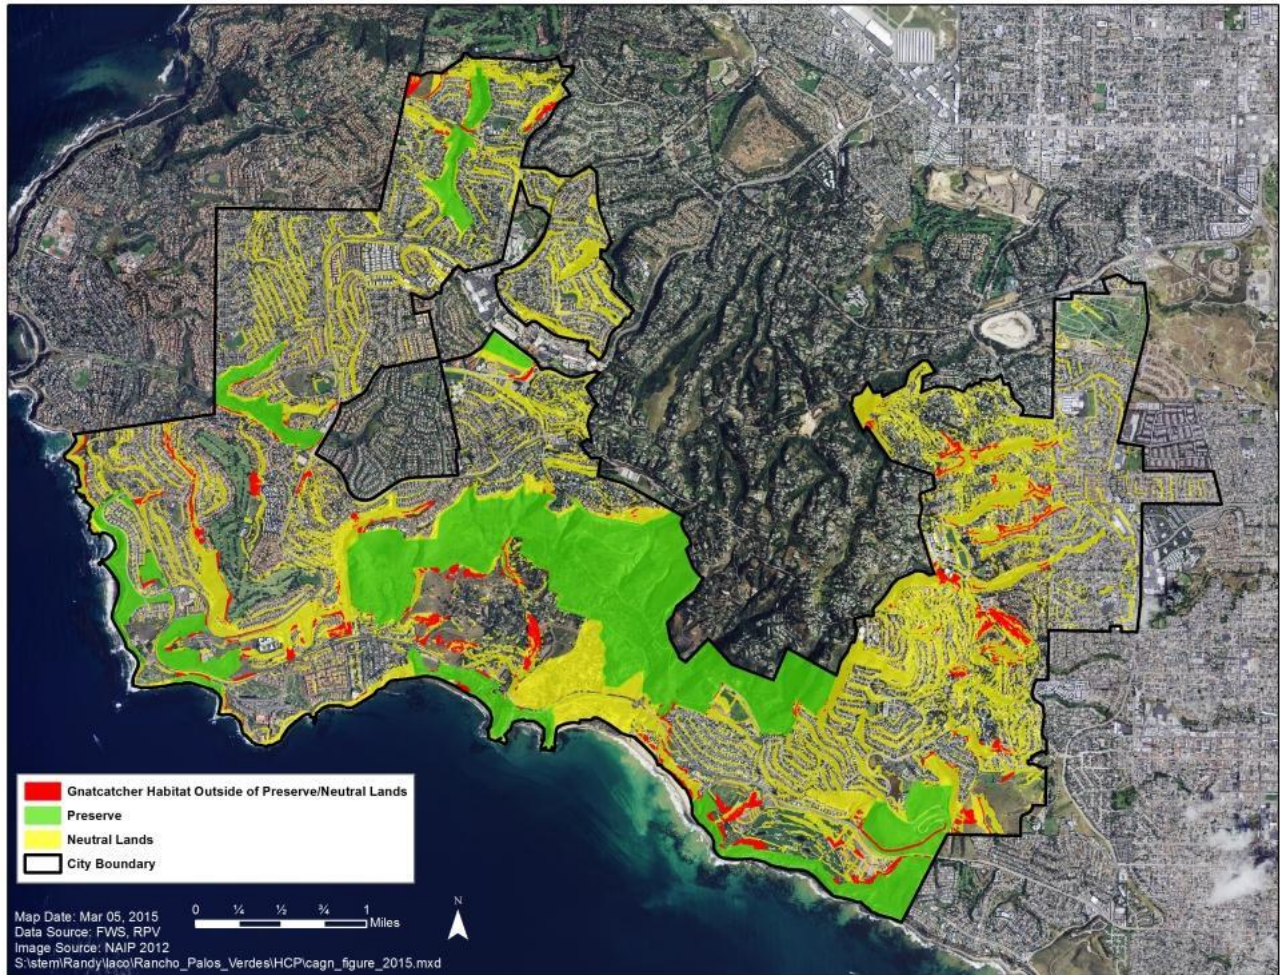 Gnatcatcher Habitat Outside of Preserve/Neutral Lands
Preserve
Neutral Lands
City Boundary
Map Date: Mar 05, 2015
Data Source: FWS, RPV
Image Source: NAIP 2012
S:\stem\Randy\laco\Rancho_Palos_Verdes\HCP\cagn_figure_2015.mxd
0 ¼ ½ ¾ 1
Miles
N